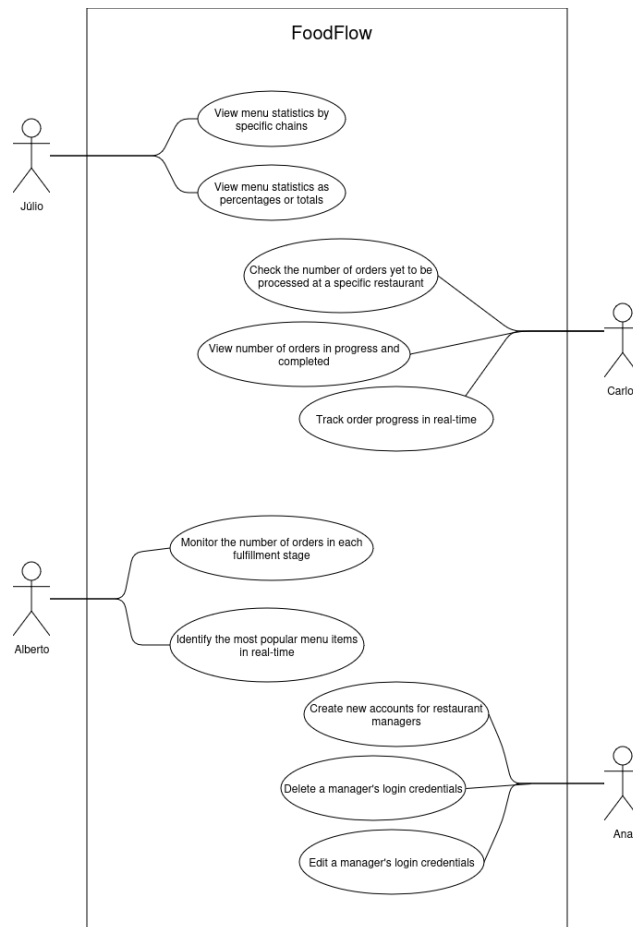 FoodFlow
View menu statistics by
specific chains
Júlio
View menu statistics as
percentages or totals
Check the number of orders yet to be
processed at a specific restaurant
View number of orders in progress and
completed
Carlo
Track order progress in real-time
Monitor the number of orders in each
fulfillment stage
Alberto
Identify the most popular menu items
in real-time
Create new accounts for restaurant
managers
Delete a manager's login credentials
Ana
Edit a manager's login credentials